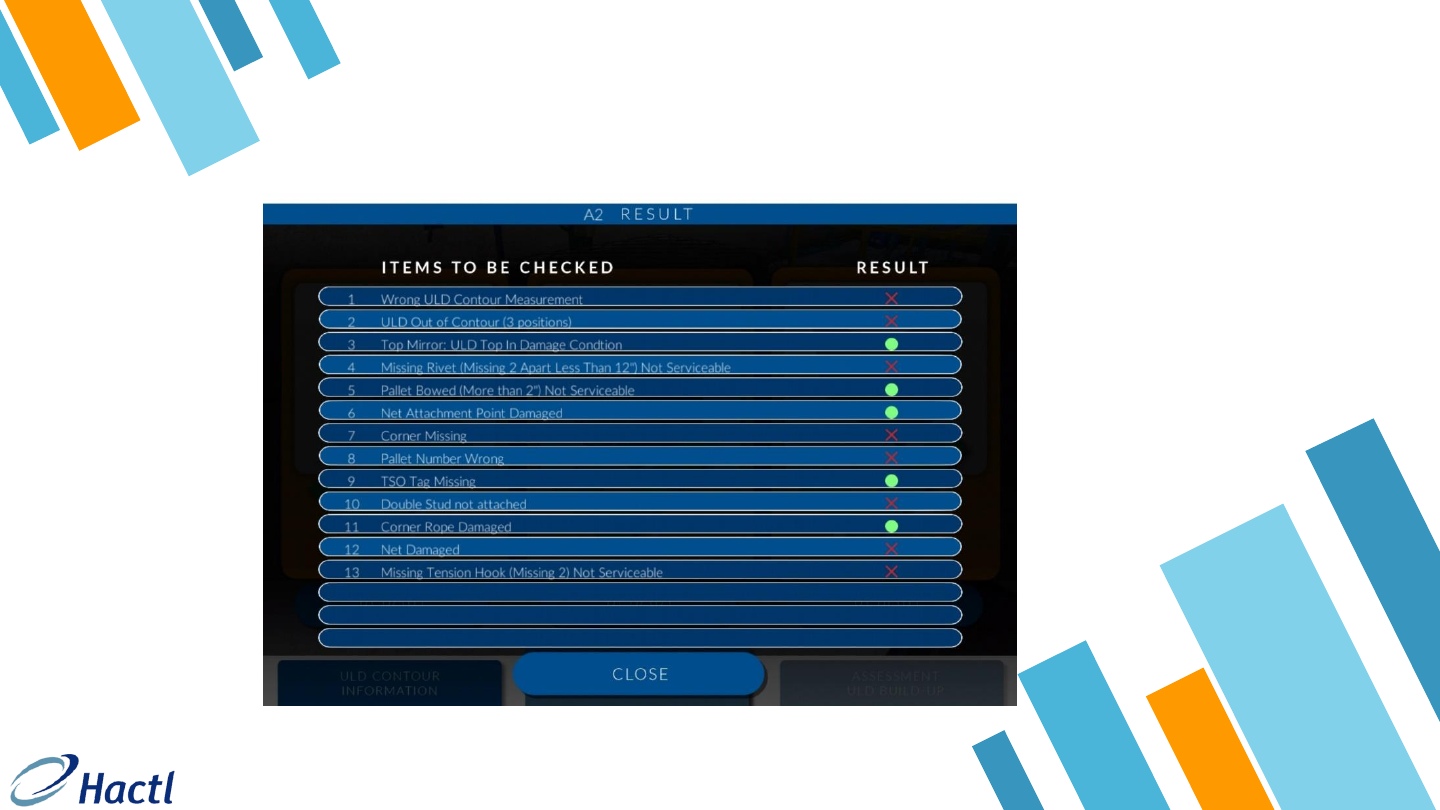 A2 RESULT
ITEMS TO BE CHECKED RESULT
1 Wrong ULD Contour Measurement
2 ULD Out of Contour (3 positions)
3 Top Mirror: ULD Top In Damage Condtion
4 Missing Rivet (Missing 2 Apart Less Than 12") Not Serviceable
5 Pallet Bowed (More than 2") Not Serviceable
6 Net Attachment Point Damaged
7 Corner Missing
8 Pallet Number Wrong
9 TSO Tag Missing
10 Double Stud not attached
11 Corner Rope Damaged
12 Net Damaged
13 Missing Tension Hook (Missing 2) Not Serviceable
CLOSE
ULD CONTOUR
INFORMATION
ASSESSMENT
ULD BUILD-UP
Hactl